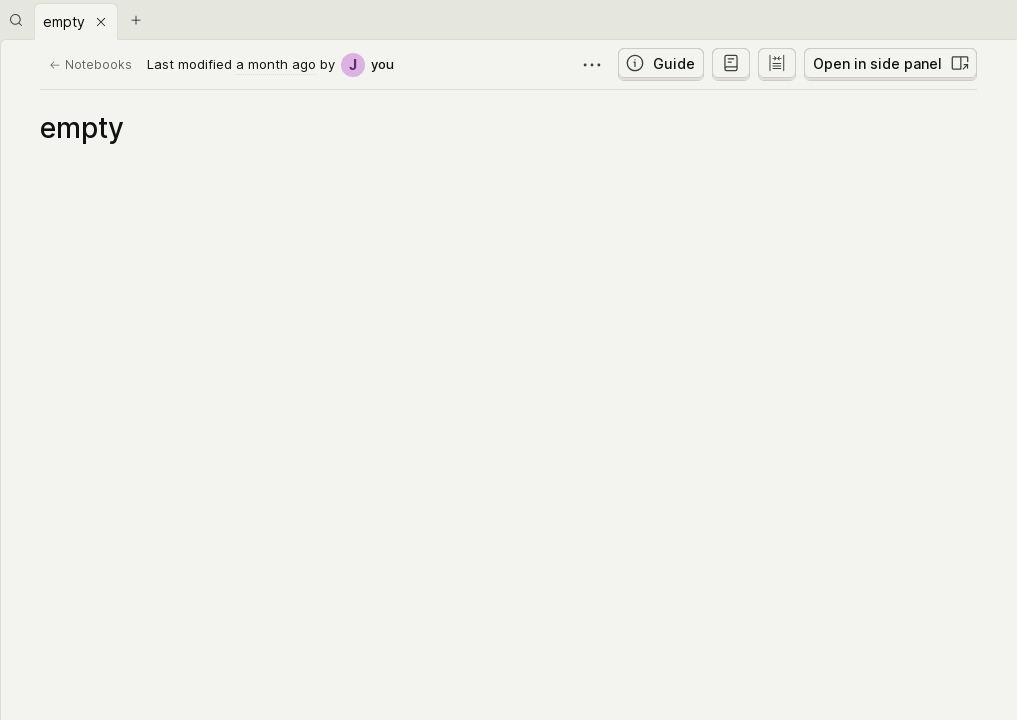 empty
Notebooks Last modified a month ago by J you
Guide
Open in side panel
empty